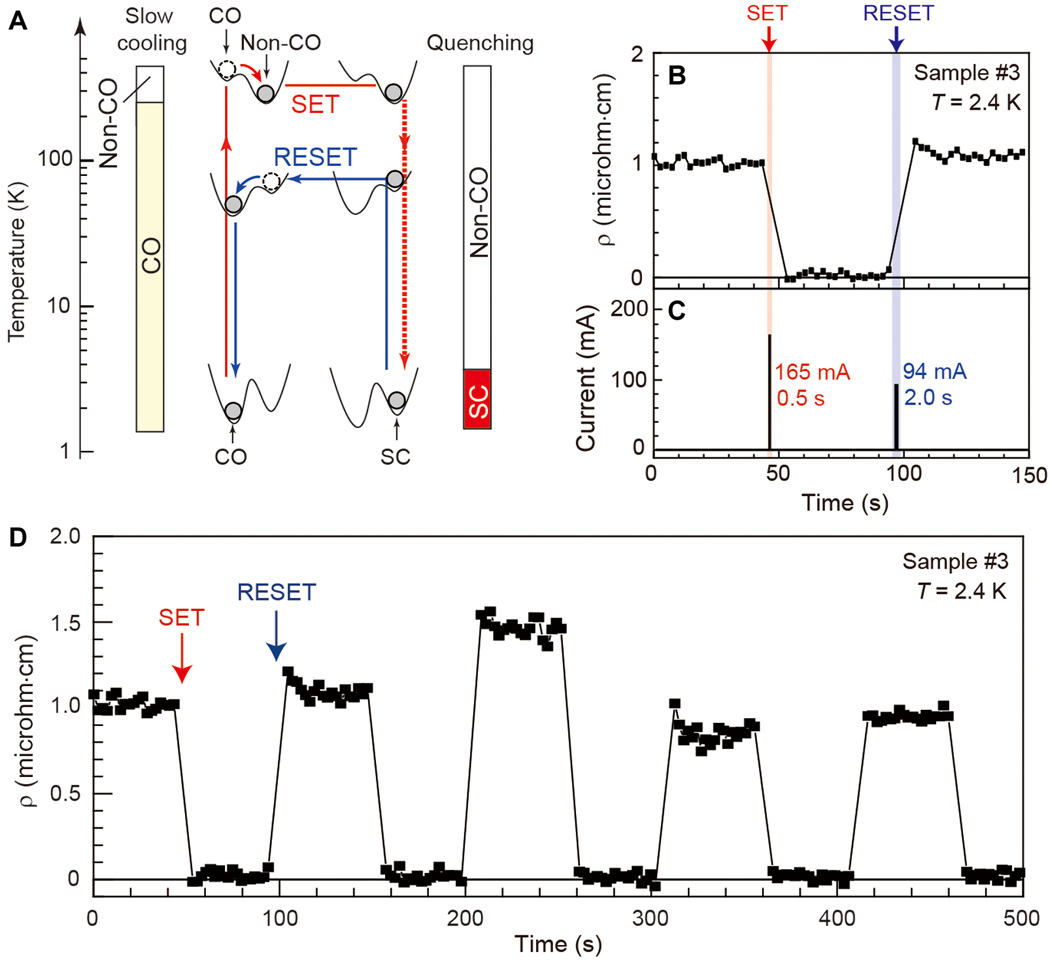 A
Slow
cooling
CO
Non-CO
Quenching
Non-CO
CO
SET
RESET
Non-CO
SC
CO
SC
Temperature (K)
100
10
1
SET
RESET
B
Sample #3
T = 2.4 K
ρ (microhm·cm)
2
1
0
C
Current (mA)
200
100
0
165 mA
0.5 s
94 mA
2.0 s
0
50
100
150
Time (s)
D
Sample #3
T = 2.4 K
SET
RESET
ρ (microhm·cm)
2.0
1.5
1.0
0.5
0
0
100
200
300
400
500
Time (s)